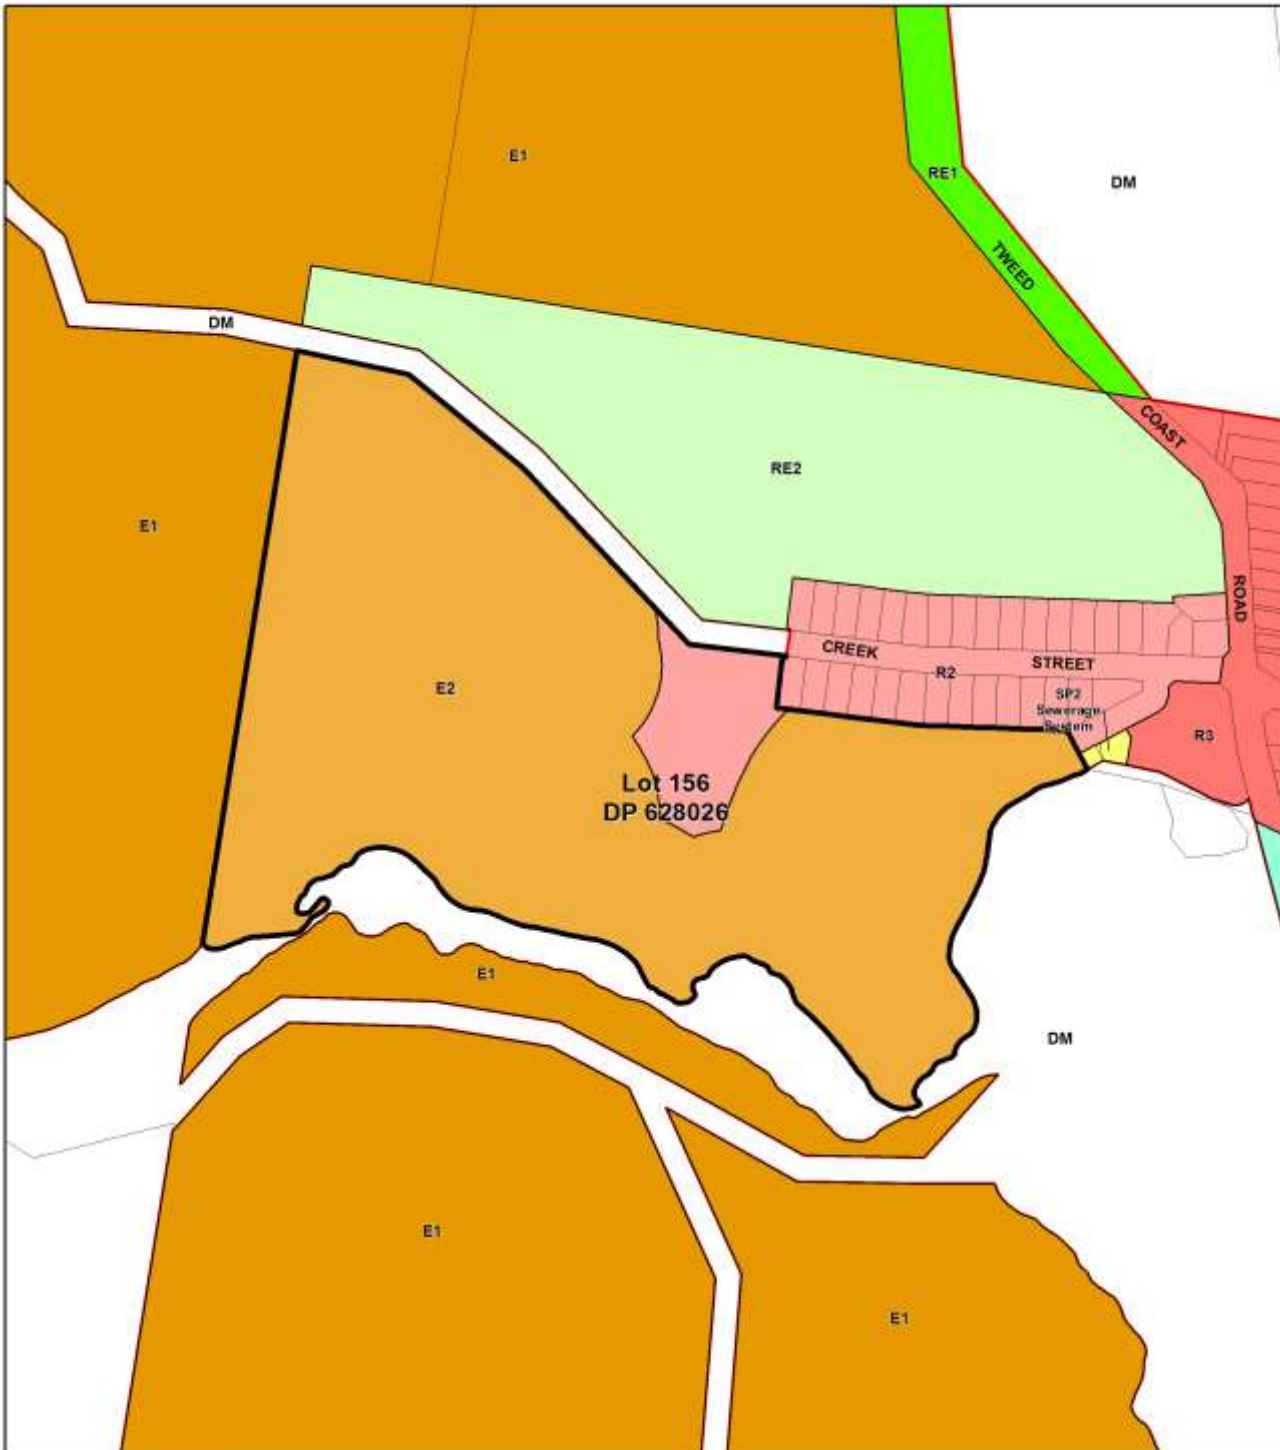 E1
RE1
DM
TWEED
DM
COAST
RE2
E1
ROAD
CREEK
STREET
R2
E2
SP2
Sewerage
System
R3
Lot 156
DP 628026
E1
DM
E1
E1